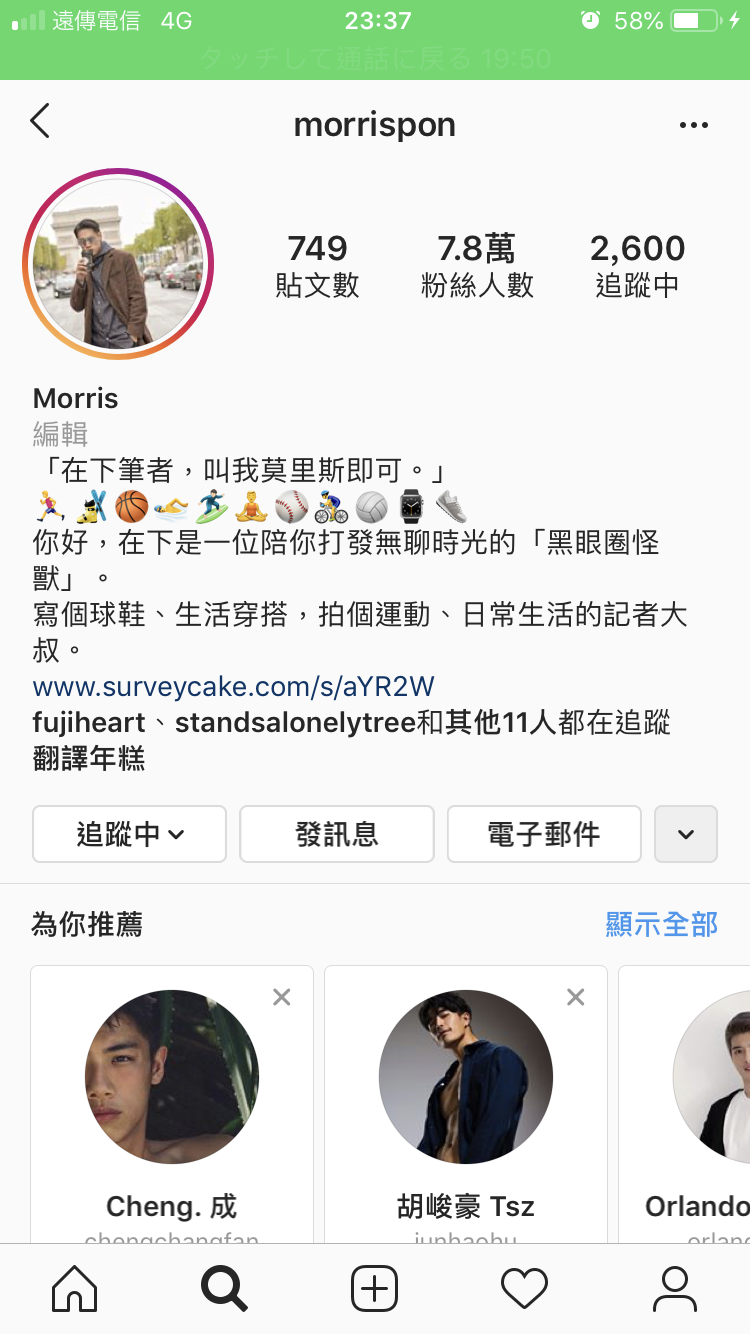 遠傳電信 4G 23:37 58%
タッチして通話に戻る 19:50
morrispon
749 7.8萬 2,600
貼文數 粉絲人數 追蹤中
Morris
編輯
「在下筆者，叫我莫里斯即可。」
🏃🎿🏀🏊🏄🧘⚾🚴🏐⌚👟
你好，在下是一位陪你打發無聊時光的「黑眼圈怪
獸」。
寫個球鞋、生活穿搭，拍個運動、日常生活的記者大
叔。
www.surveycake.com/s/aYR2W
fujiheart、standsalonelytree和其他11人都在追蹤
翻譯年糕
追蹤中 發訊息 電子郵件
為你推薦 顯示全部
Cheng. 成 胡峻豪 Tsz Orlando
chengchangfan junhaohu orland